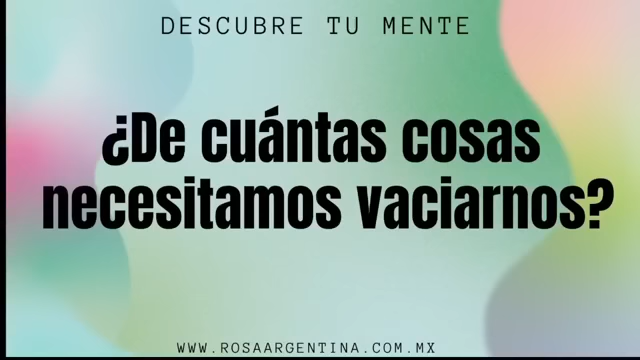 DESCUBRE TU MENTE
¿De cuántas cosas
necesitamos vaciarnos?
WWW.ROSAARGENTINA.COM.MX